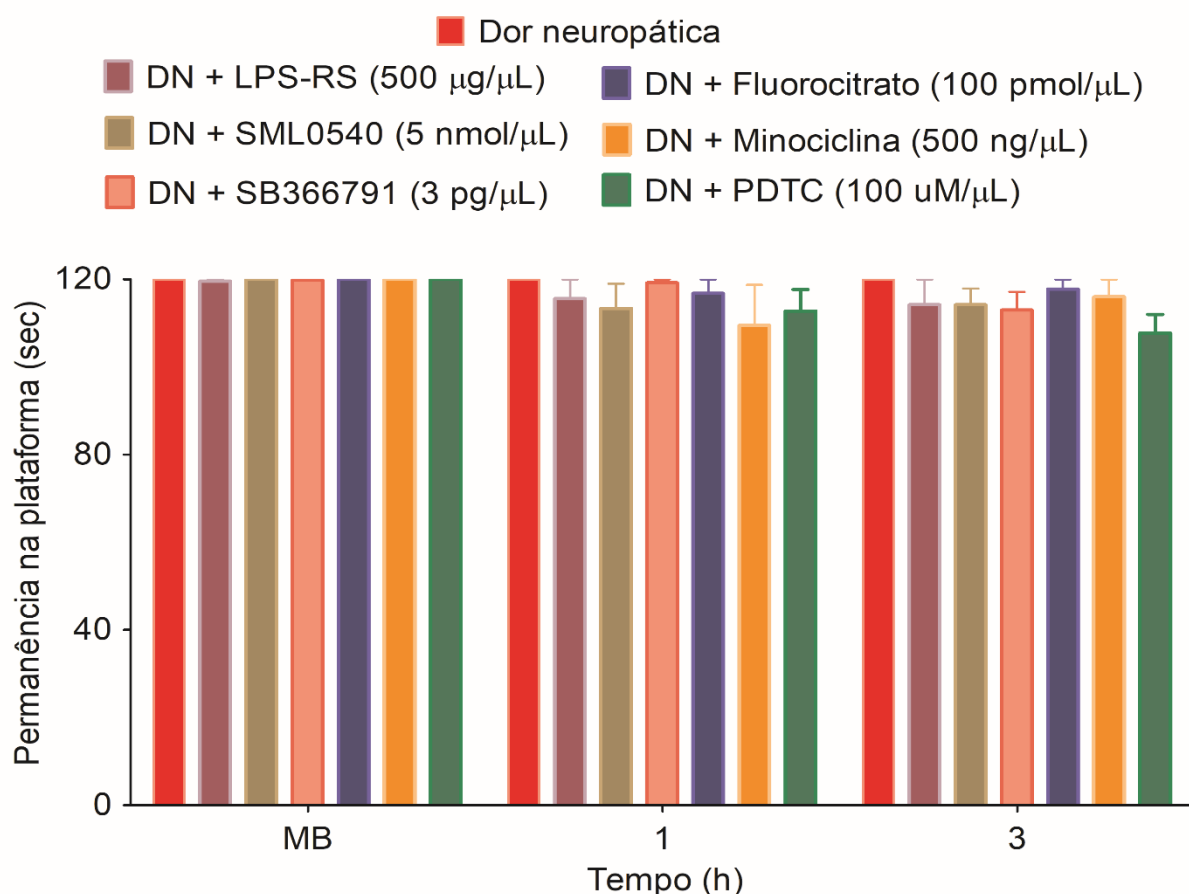 Dor neuropática
DN + LPS-RS (500 μg/μL)
DN + Fluorocitrato (100 pmol/μL)
DN + SML0540 (5 nmol/μL)
DN + Minociclina (500 ng/μL)
DN + SB366791 (3 pg/μL)
DN + PDTC (100 uM/μL)
Permanência na plataforma (sec)
120
80
40
0
MB 1 3
Tempo (h)